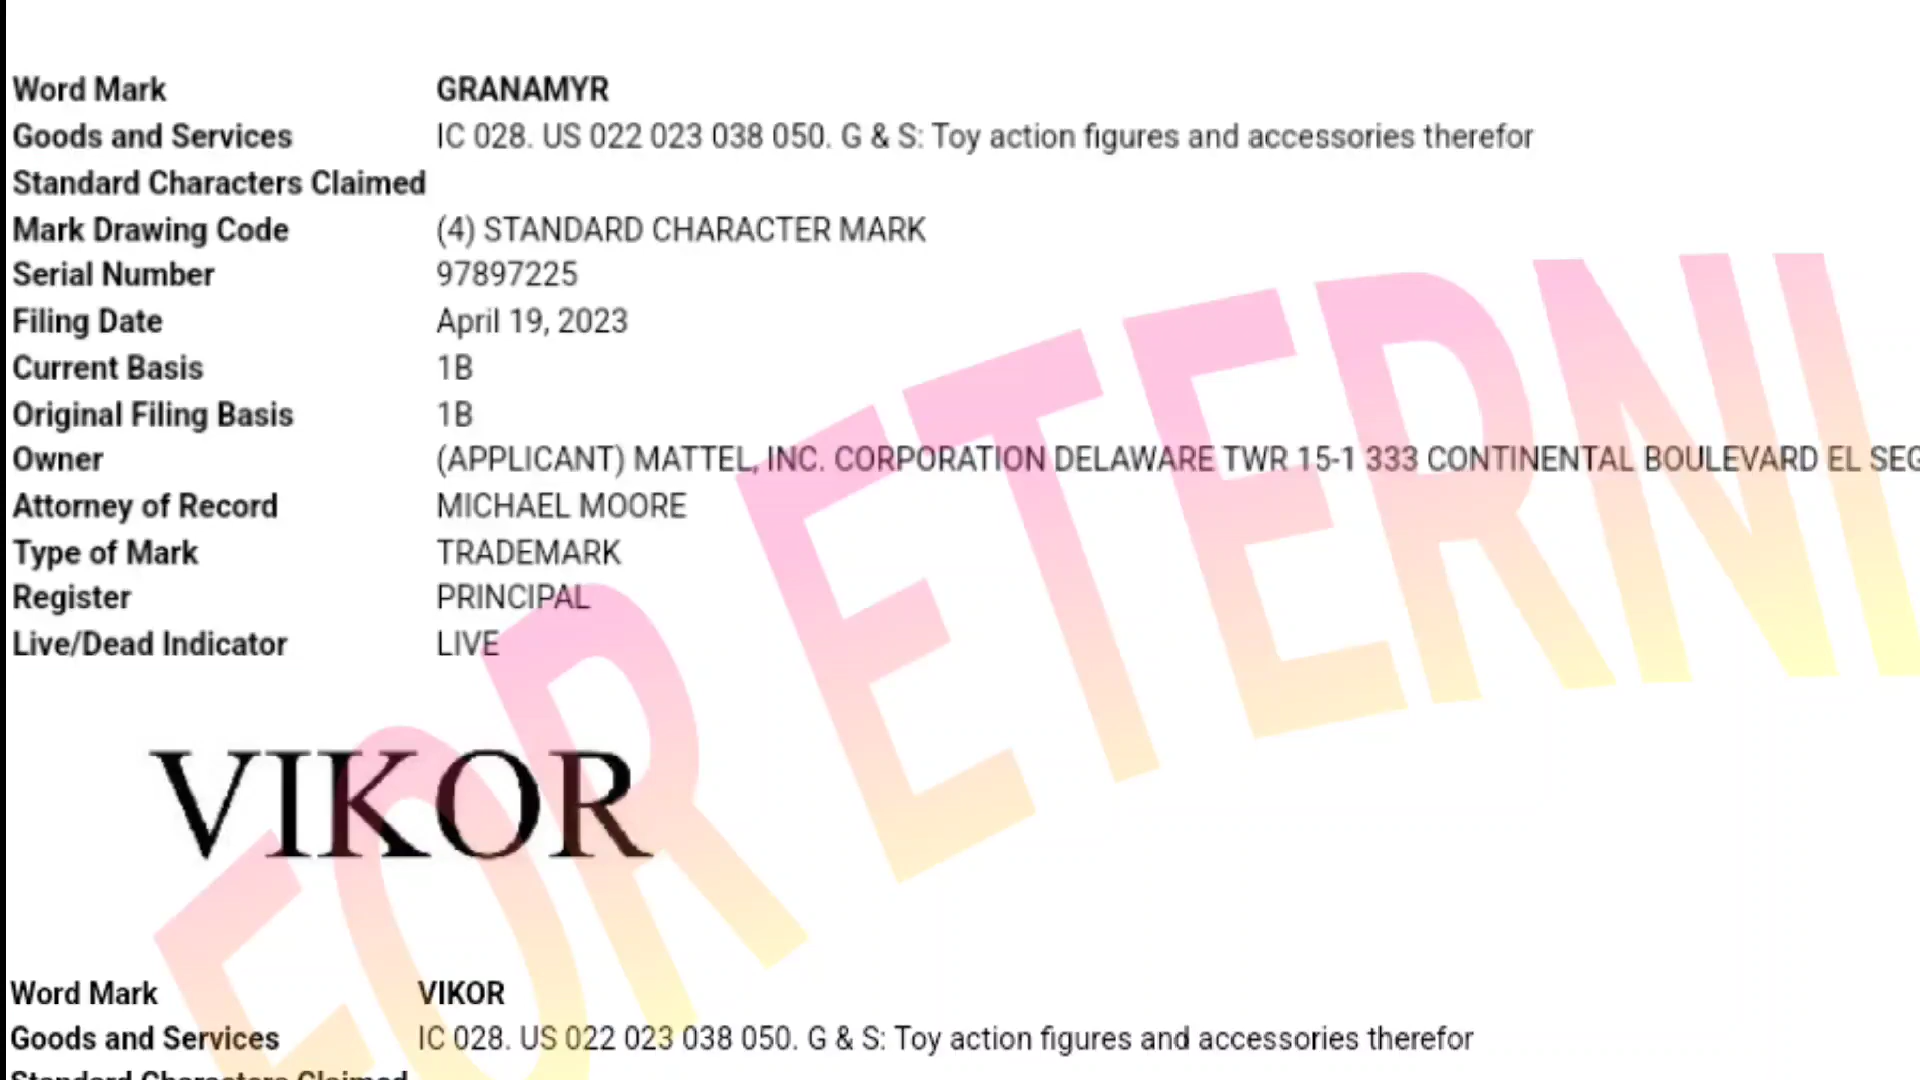 Word Mark GRANAMYR
Goods and Services IC 028. US 022 023 038 050. G & S: Toy action figures and accessories therefor
Standard Characters Claimed
Mark Drawing Code (4) STANDARD CHARACTER MARK
Serial Number 97897225
Filing Date April 19, 2023
Current Basis 1B
Original Filing Basis 1B
Owner (APPLICANT) MATTEL, INC. CORPORATION DELAWARE TWR 15-1 333 CONTINENTAL BOULEVARD EL SEG
Attorney of Record MICHAEL MOORE
Type of Mark TRADEMARK
Register PRINCIPAL
Live/Dead Indicator LIVE
FOR ETERNI
VIKOR
Word Mark VIKOR
Goods and Services IC 028. US 022 023 038 050. G & S: Toy action figures and accessories therefor
Standard Characters Claimed